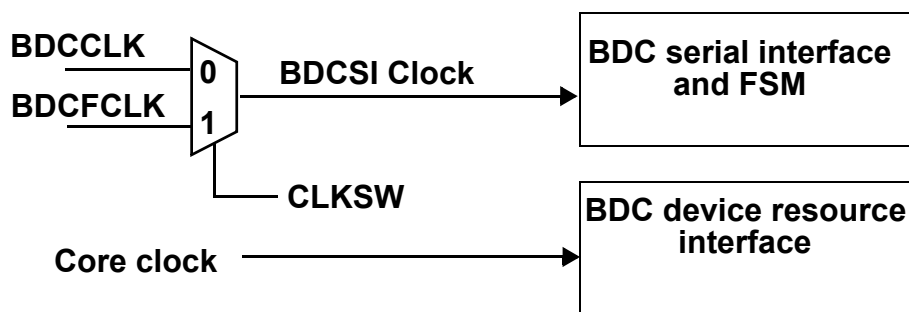 BDCCLK
0
BDCSI Clock
BDC serial interface
and FSM
BDCFCLK
1
CLKSW
BDC device resource
interface
Core clock